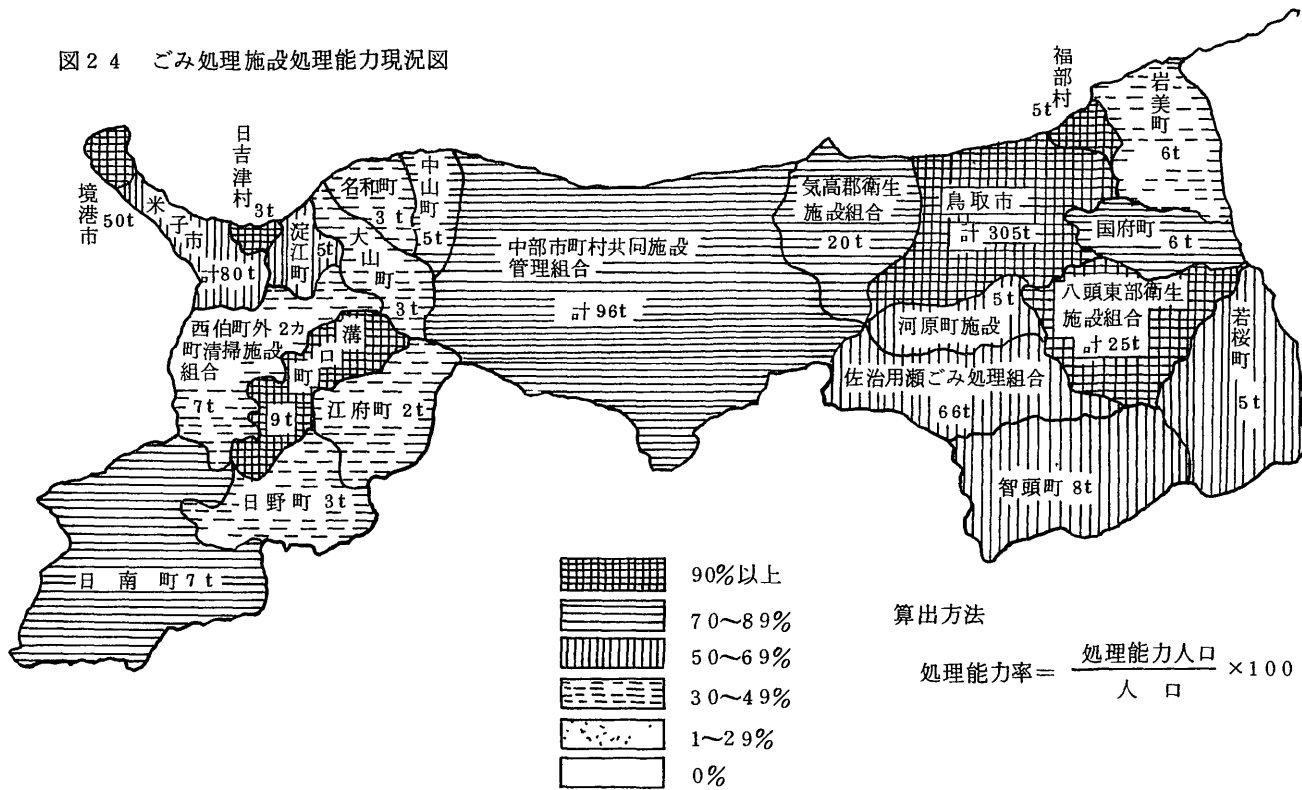 図24 ごみ処理施設処理能力現況図
境港市
50t
米子市
計80t
日吉津村
3t
淀江町
5t
名和町
3t
大山町
3t
中山町
5t
西伯町外2カ
町清掃施設
組合
7t
溝口町
9t
江府町 2t
日野町 3t
日南町 7t
中部市町村共同施設
管理組合
計96t
気高郡衛生
施設組合
20t
鳥取市
計305t
福部村
5t
岩美町
6t
国府町
6t
八頭東部衛生
施設組合
計25t
河原町施設
5t
佐治用瀬ごみ処理組合
66t
智頭町 8t
若桜町
5t
90%以上
70~89%
50~69%
30~49%
1~29%
0%
算出方法
処理能力率= 処理能力人口 / 人口 ×100